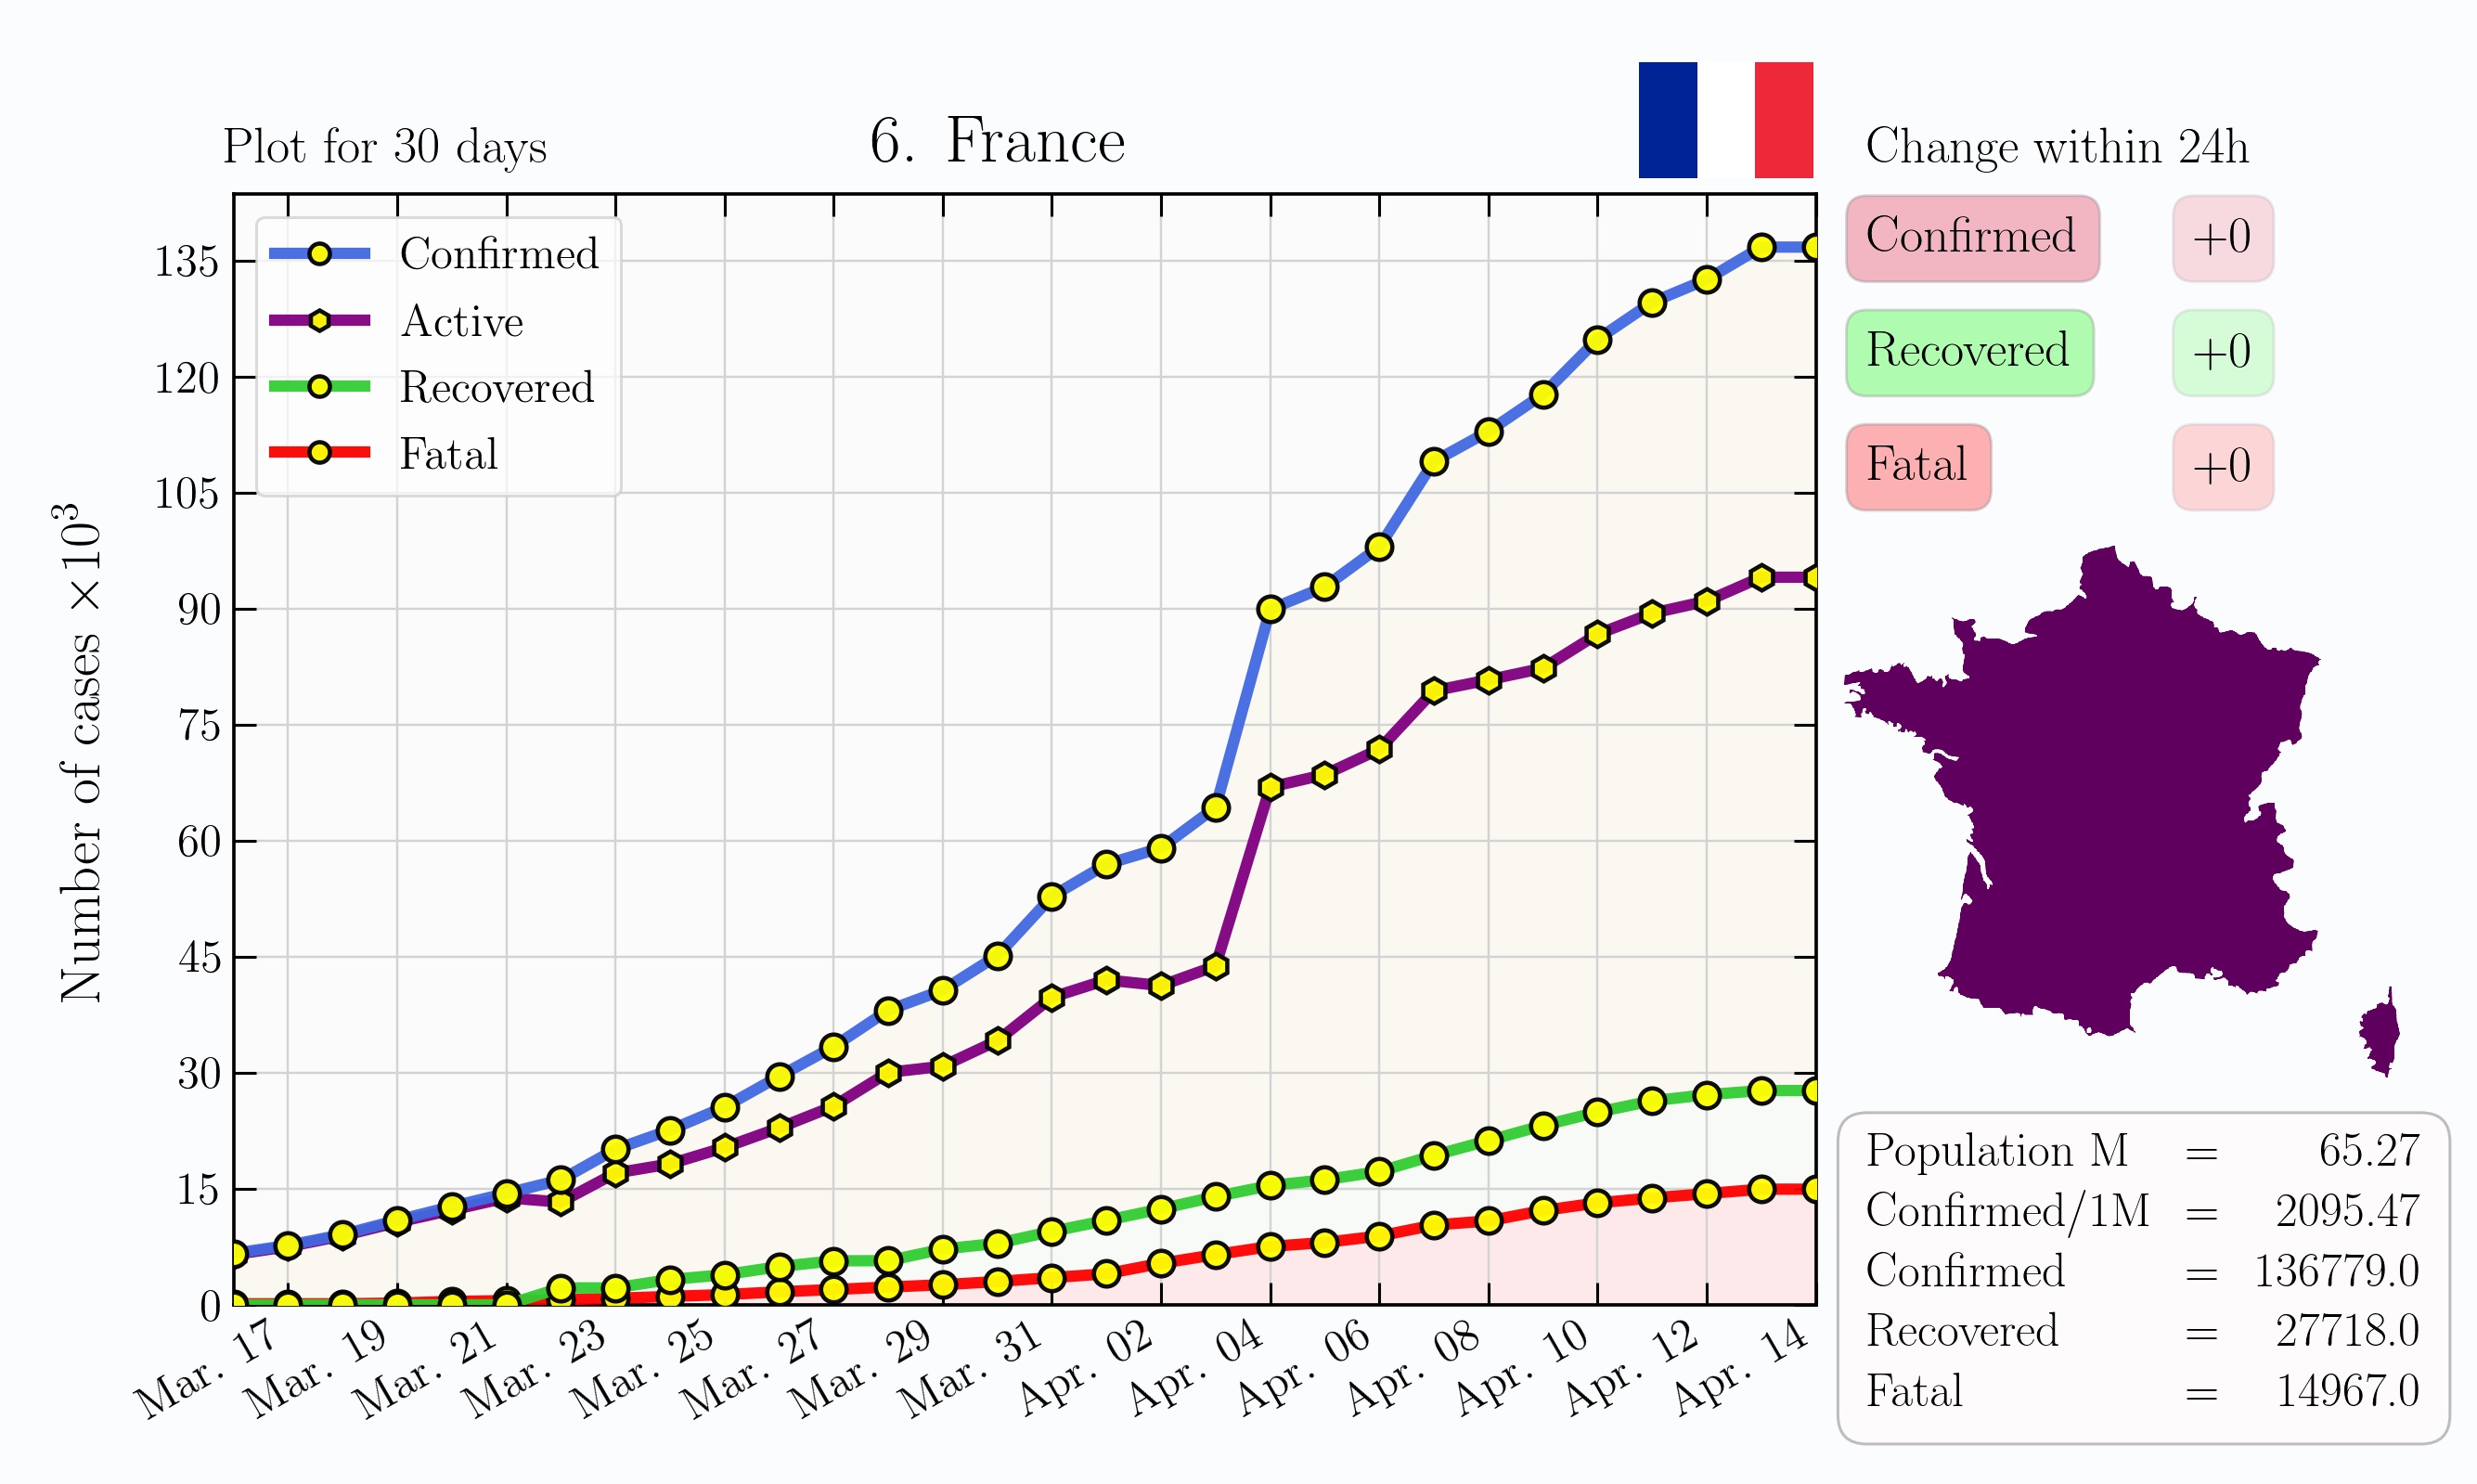 Plot for 30 days
6. France
Change within 24h
Confirmed +0
Recovered +0
Fatal +0
Confirmed
Active
Recovered
Fatal
Number of cases ×10³
135
120
105
90
75
60
45
30
15
0
Mar. 17
Mar. 19
Mar. 21
Mar. 23
Mar. 25
Mar. 27
Mar. 29
Mar. 31
Apr. 02
Apr. 04
Apr. 06
Apr. 08
Apr. 10
Apr. 12
Apr. 14
Population M = 65.27
Confirmed/1M = 2095.47
Confirmed = 136779.0
Recovered = 27718.0
Fatal = 14967.0